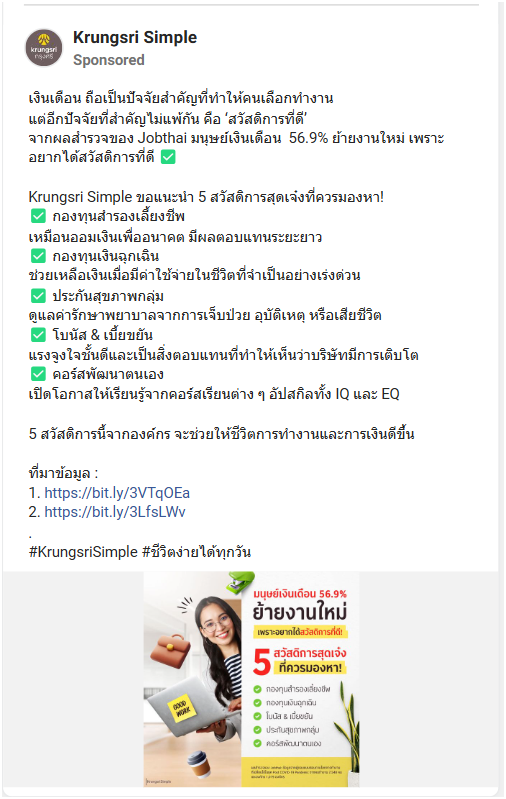 krungsri
กรุงศรี
Krungsri Simple
Sponsored
เงินเดือน ถือเป็นปัจจัยสำคัญที่ทำให้คนเลือกทำงาน
แต่อีกปัจจัยที่สำคัญไม่แพ้กัน คือ ‘สวัสดิการที่ดี’
จากผลสำรวจของ Jobthai มนุษย์เงินเดือน 56.9% ย้ายงานใหม่ เพราะ
อยากได้สวัสดิการที่ดี ✅
Krungsri Simple ขอแนะนำ 5 สวัสดิการสุดเจ๋งที่ควรมองหา!
✅ กองทุนสำรองเลี้ยงชีพ
เหมือนออมเงินเพื่ออนาคต มีผลตอบแทนระยะยาว
✅ กองทุนเงินฉุกเฉิน
ช่วยเหลือเงินเมื่อมีค่าใช้จ่ายในชีวิตที่จำเป็นอย่างเร่งด่วน
✅ ประกันสุขภาพกลุ่ม
ดูแลค่ารักษาพยาบาลจากการเจ็บป่วย อุบัติเหตุ หรือเสียชีวิต
✅ โบนัส & เบี้ยขยัน
แรงจูงใจชั้นดีและเป็นสิ่งตอบแทนที่ทำให้เห็นว่าบริษัทมีการเติบโต
✅ คอร์สพัฒนาตนเอง
เปิดโอกาสให้เรียนรู้จากคอร์สเรียนต่าง ๆ อัปสกิลทั้ง IQ และ EQ
5 สวัสดิการนี้จากองค์กร จะช่วยให้ชีวิตการทำงานและการเงินดีขึ้น
ที่มาข้อมูล :
1. https://bit.ly/3VTqOEa
2. https://bit.ly/3LfsLWv
.
#KrungsriSimple #ชีวิตง่ายได้ทุกวัน
มนุษย์เงินเดือน 56.9%
ย้ายงานใหม่
เพราะอยากได้สวัสดิการที่ดี!
5 สวัสดิการสุดเจ๋ง
ที่ควรมองหา!
กองทุนสำรองเลี้ยงชีพ
กองทุนเงินฉุกเฉิน
โบนัส & เบี้ยขยัน
ประกันสุขภาพกลุ่ม
คอร์สพัฒนาตนเอง
GOOD
WORK
Krungsri Simple